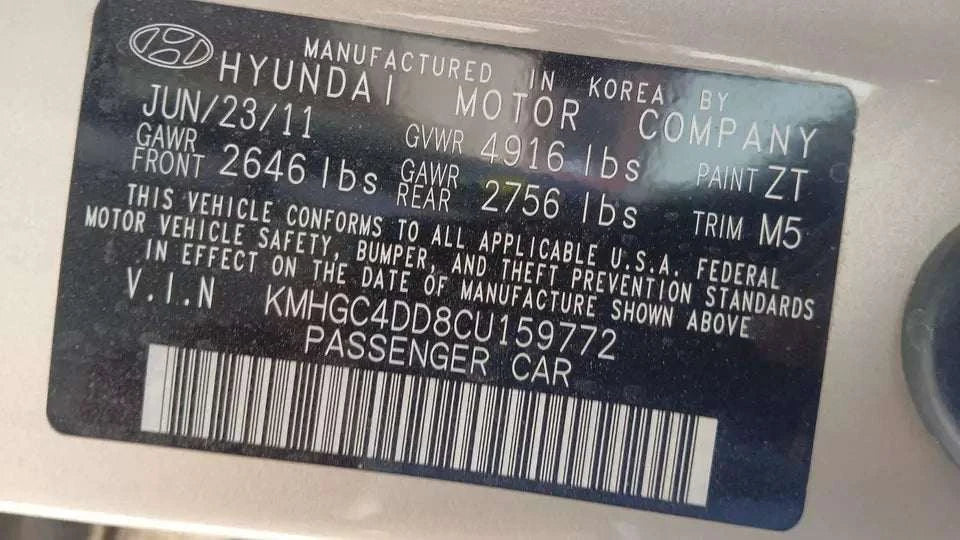 MANUFACTURED IN KOREA BY
HYUNDAI MOTOR COMPANY
JUN/23/11 GVWR 4916 lbs PAINT ZT
GAWR FRONT 2646 lbs GAWR REAR 2756 lbs TRIM M5
THIS VEHICLE CONFORMS TO ALL APPLICABLE U.S.A. FEDERAL
MOTOR VEHICLE SAFETY, BUMPER, AND THEFT PREVENTION STANDARDS
IN EFFECT ON THE DATE OF MANUFACTURE SHOWN ABOVE
V.I.N KMHGC4DD8CU159772
PASSENGER CAR